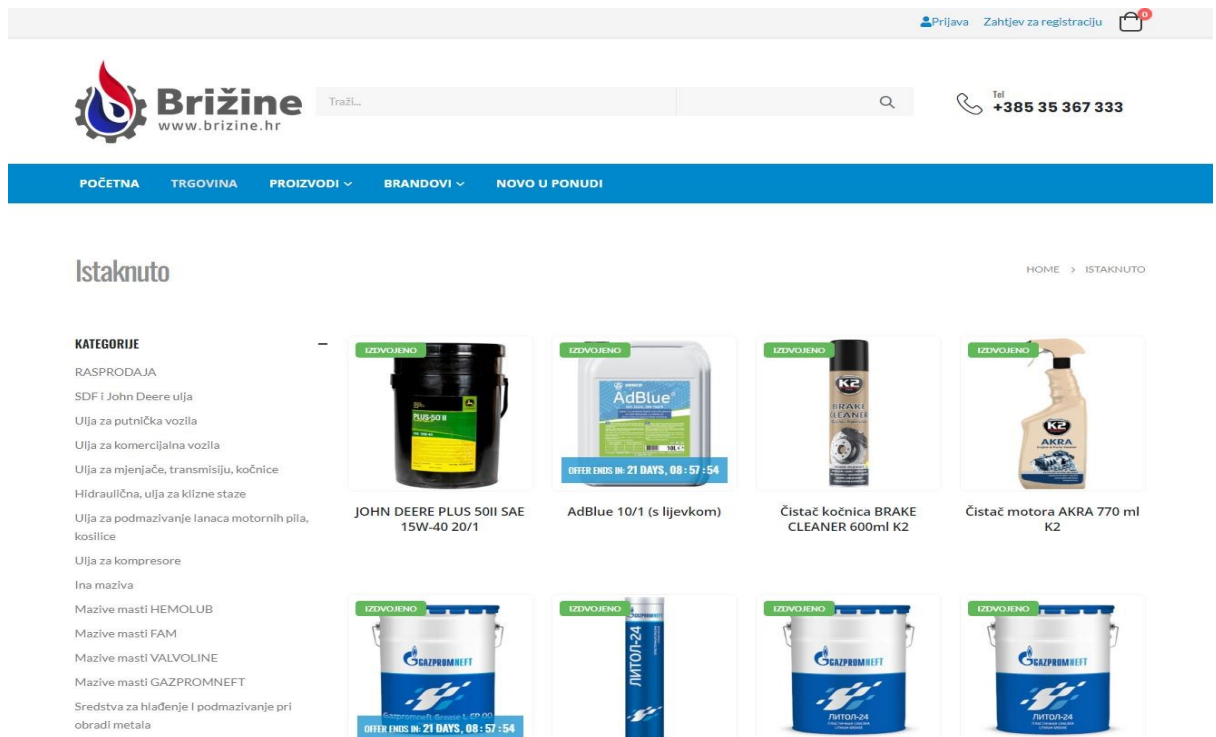 Prijava Zahtjev za registraciju 0
Brižine
www.brizine.hr
Traži...
Tel
+385 35 367 333
POČETNA TRGOVINA PROIZVODI BRANDOVI NOVO U PONUDI
Istaknuto
HOME > ISTAKNUTO
KATEGORIJE
RASPRODAJA
SDF i John Deere ulja
Ulja za putnička vozila
Ulja za komercijalna vozila
Ulja za mjenjače, transmisiju, kočnice
Hidraulična, ulja za klizne staze
Ulja za podmazivanje lanaca motornih pila,
kosilice
Ulja za kompresore
Ina maziva
Mazive masti HEMOLUB
Mazive masti FAM
Mazive masti VALVOLINE
Mazive masti GAZPROMNEFT
Sredstva za hlađenje I podmazivanje pri
obradi metala
IZDVOJENO
PLUS-50 II
JOHN DEERE PLUS 50II SAE
15W-40 20/1
IZDVOJENO
AdBlue
10L
OFFER ENDS IN: 21 DAYS, 08 : 57 : 54
AdBlue 10/1 (s lijevkom)
IZDVOJENO
K2
BRAKE
CLEANER
Čistač kočnica BRAKE
CLEANER 600ml K2
IZDVOJENO
K2
AKRA
Čistač motora AKRA 770 ml
K2
IZDVOJENO
GAZPROMNEFT
Gazpromneft Grease L EP 00
OFFER ENDS IN: 21 DAYS, 08 : 57 : 54
IZDVOJENO
GAZPROMNEFT
ЛИТОЛ-24
IZDVOJENO
GAZPROMNEFT
ЛИТОЛ-24
IZDVOJENO
GAZPROMNEFT
ЛИТОЛ-24